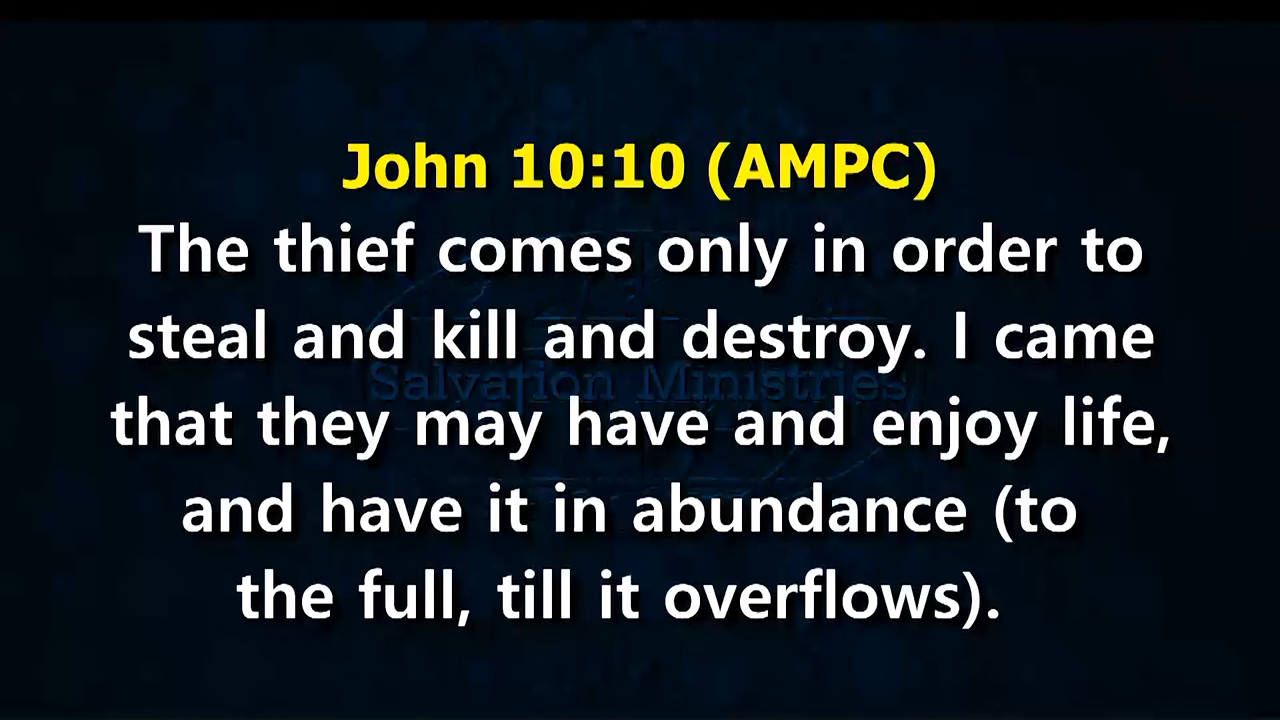 John 10:10 (AMPC)
The thief comes only in order to
steal and kill and destroy. I came
Salvation Ministries
that they may have and enjoy life,
and have it in abundance (to
the full, till it overflows).